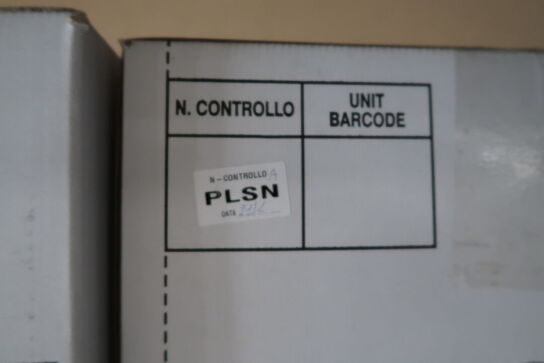 N. CONTROLLO
UNIT
BARCODE
N-CONTROLLO A
PLSN
DATA